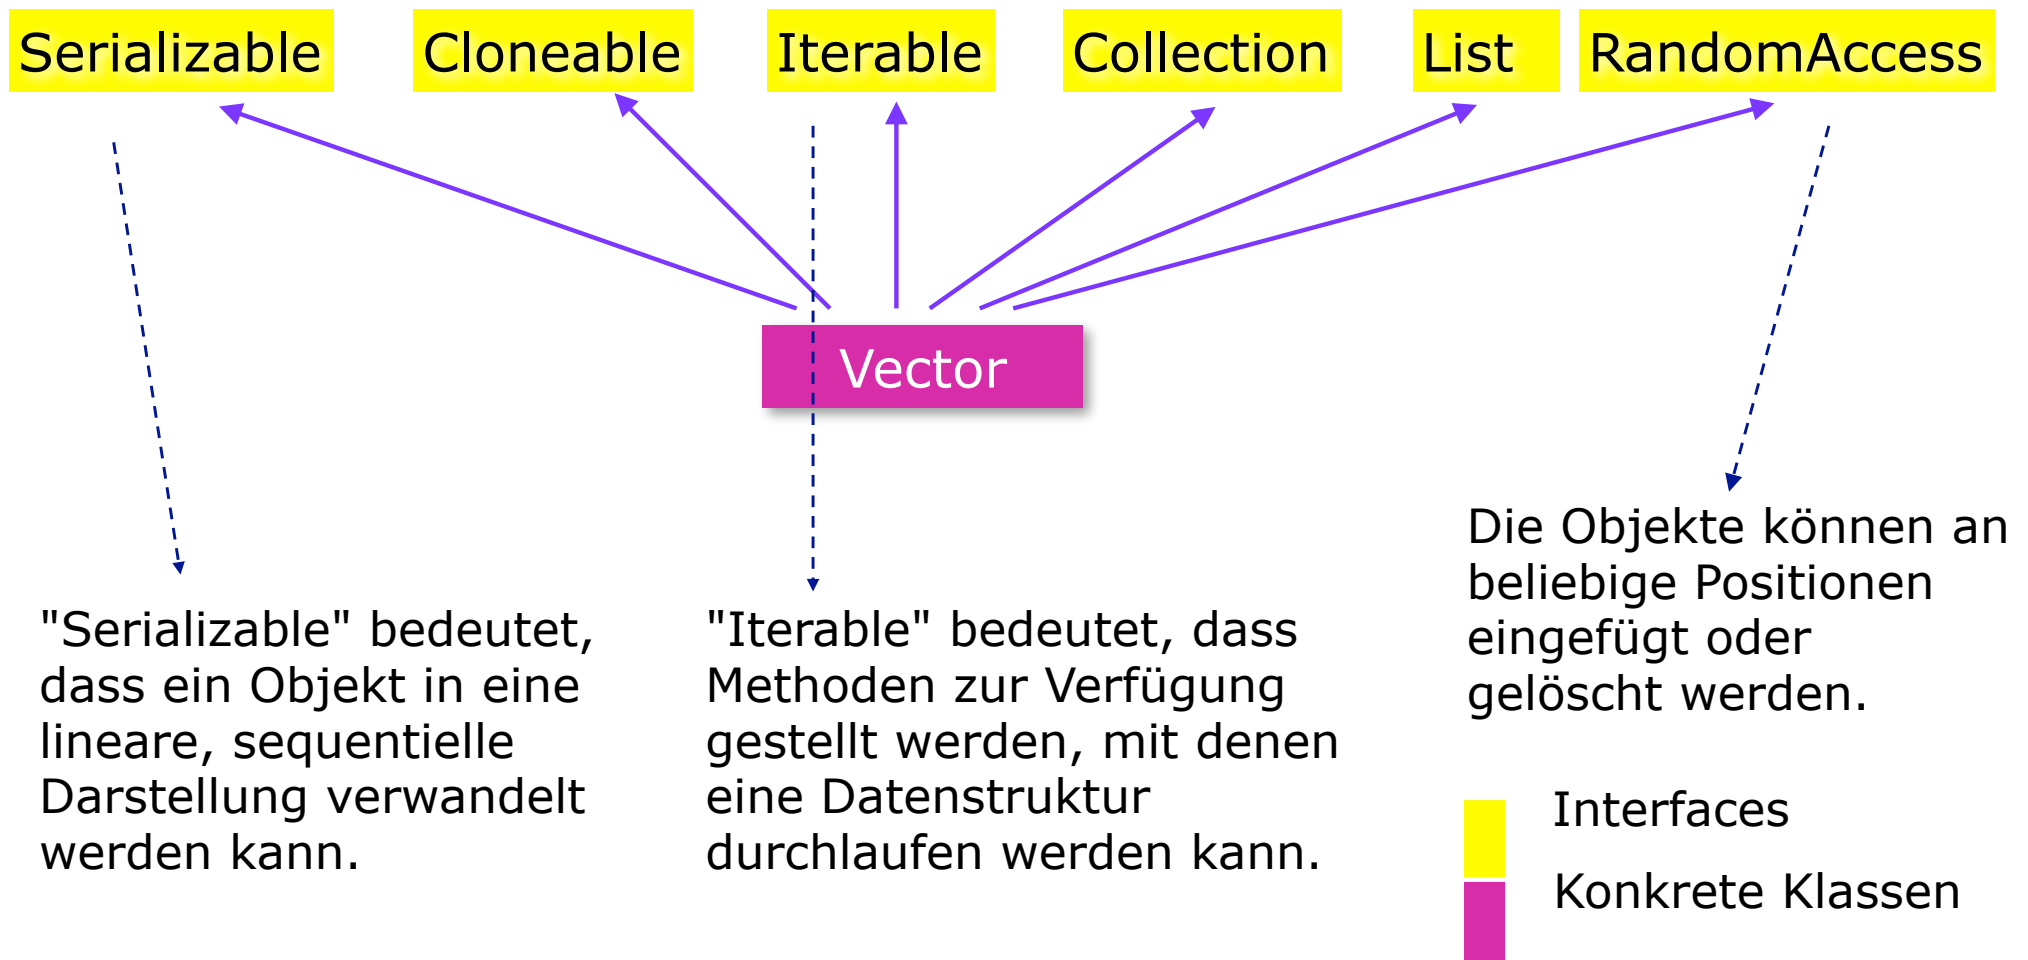 Serializable Cloneable Iterable Collection List RandomAccess
Vector
"Serializable" bedeutet,
dass ein Objekt in eine
lineare, sequentielle
Darstellung verwandelt
werden kann.
"Iterable" bedeutet, dass
Methoden zur Verfügung
gestellt werden, mit denen
eine Datenstruktur
durchlaufen werden kann.
Die Objekte können an
beliebige Positionen
eingefügt oder
gelöscht werden.
Interfaces
Konkrete Klassen